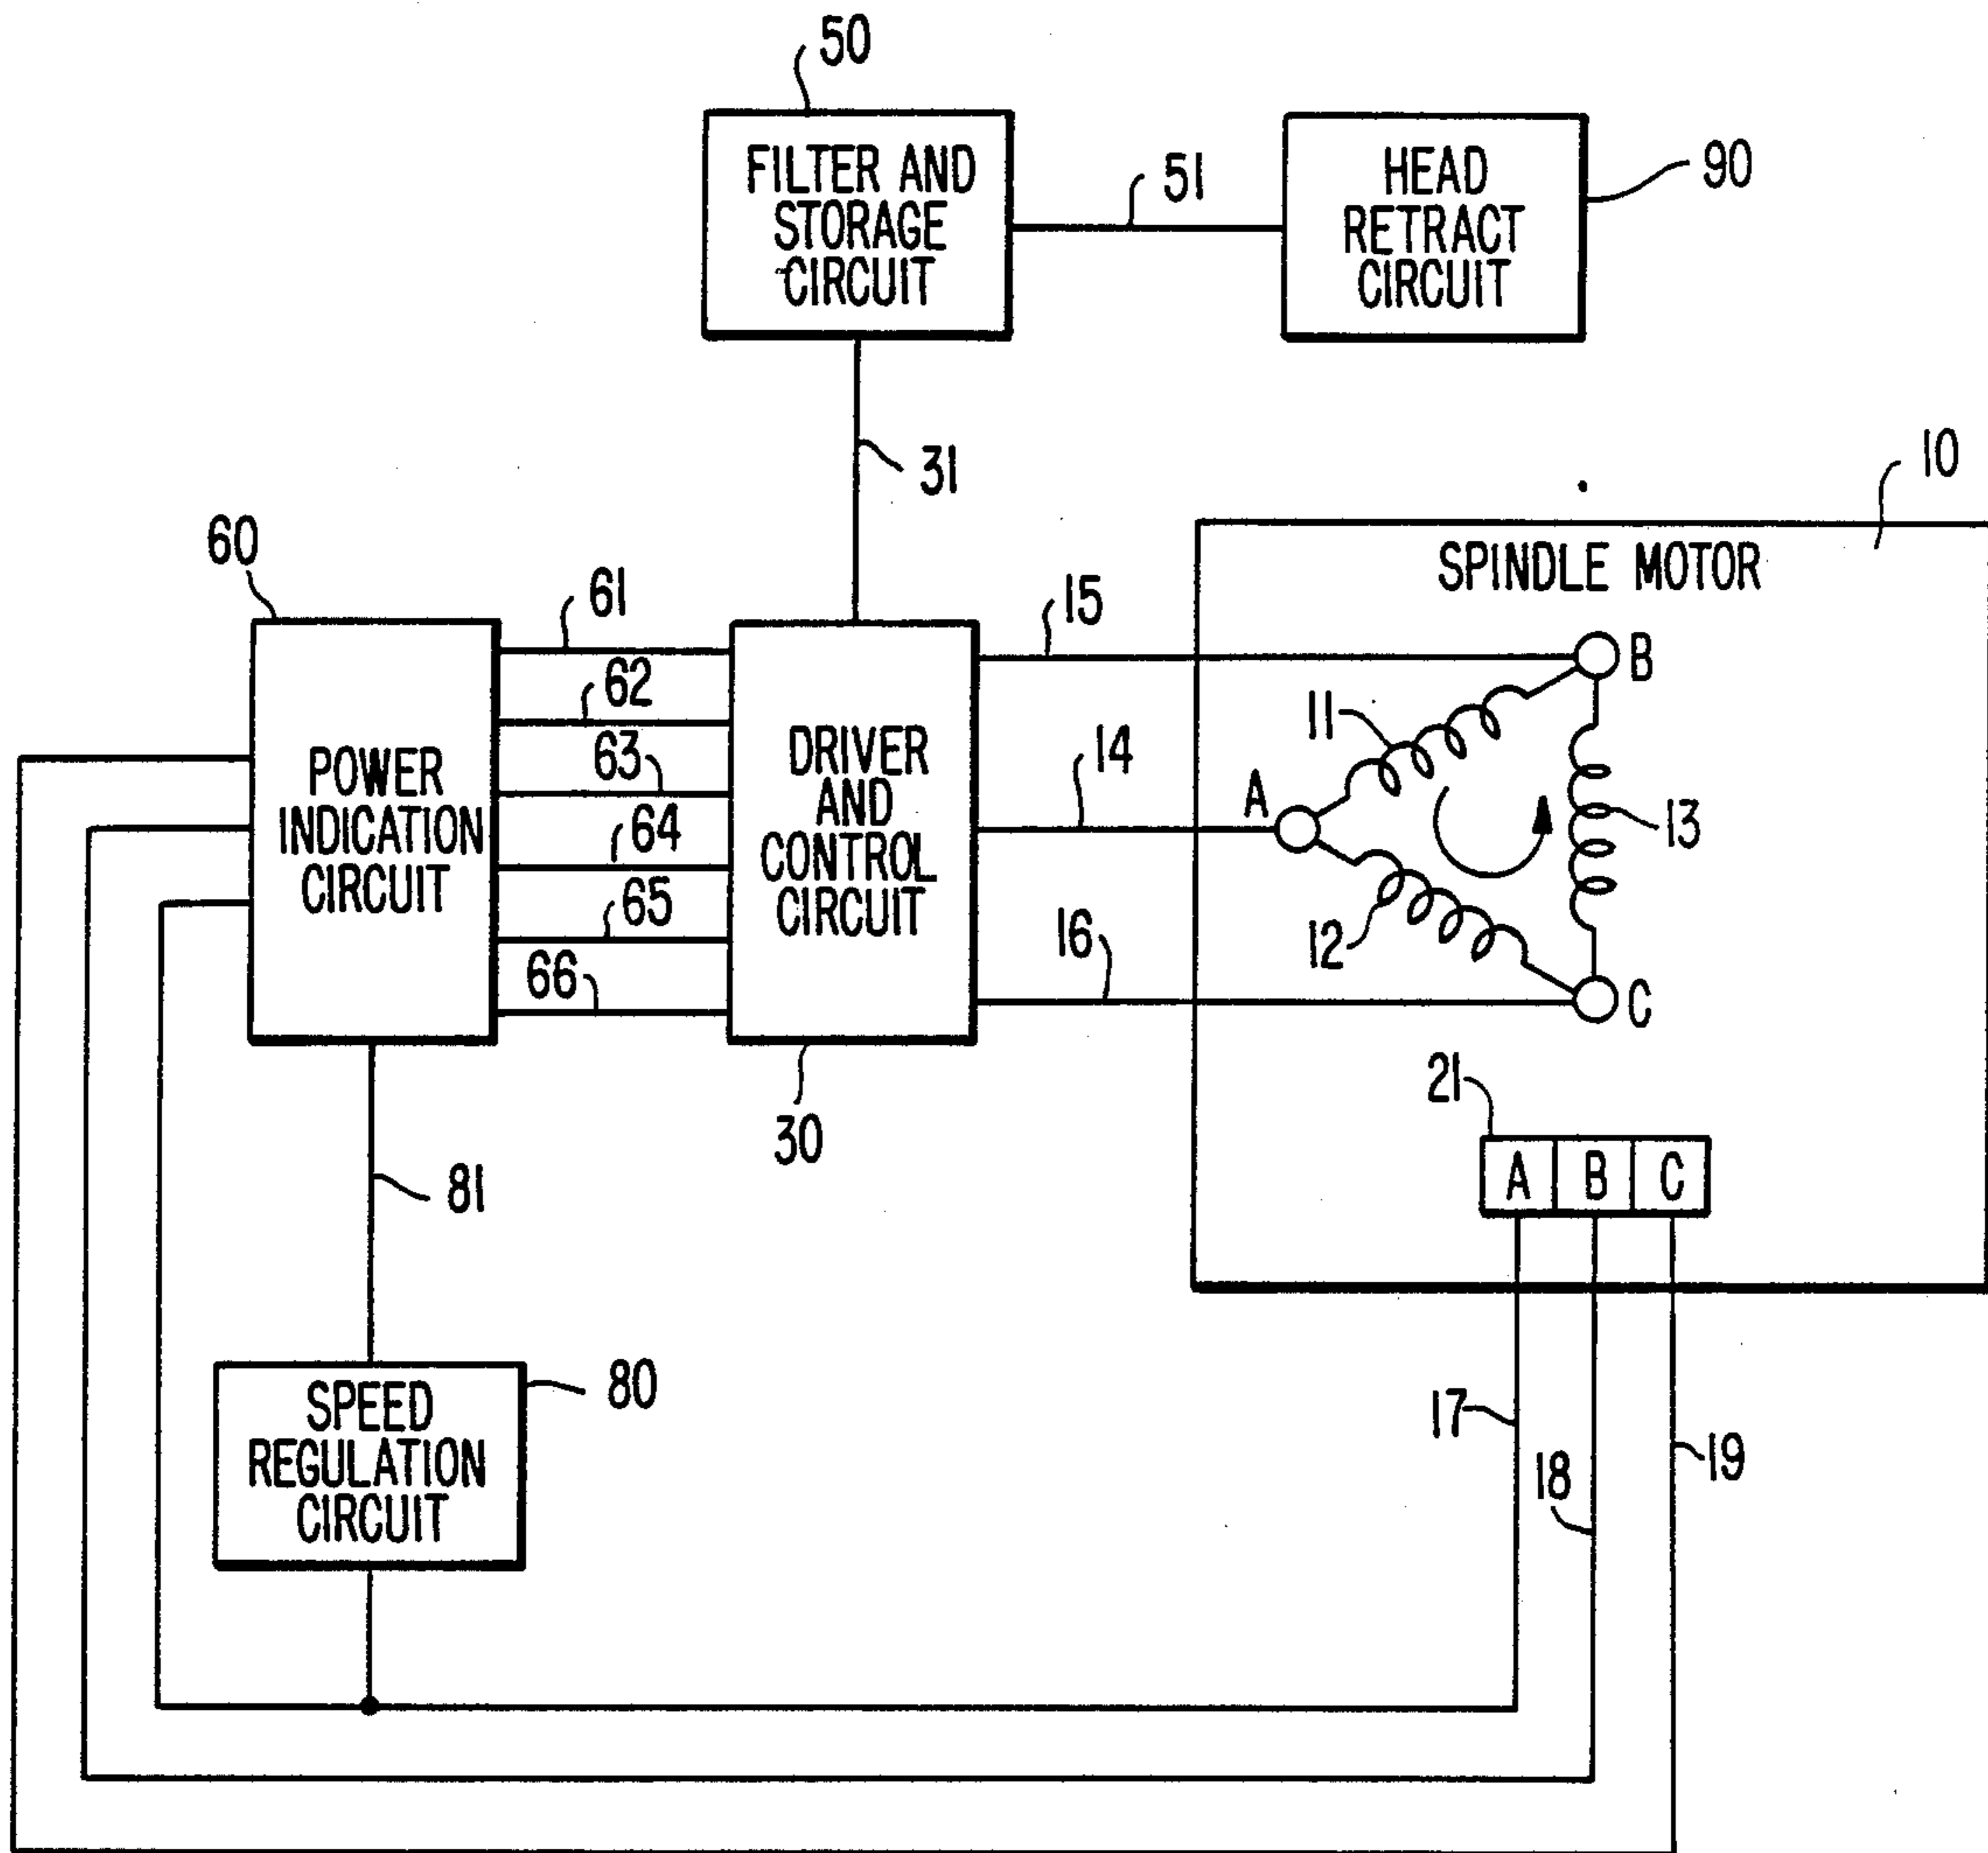 50
FILTER AND
STORAGE
CIRCUIT
51
HEAD
RETRACT
CIRCUIT
90
31
10
SPINDLE MOTOR
60
POWER
INDICATION
CIRCUIT
61
62
63
64
65
66
DRIVER
AND
CONTROL
CIRCUIT
30
15
14
16
A
B
C
11
12
13
21
A B C
17
18
19
81
SPEED
REGULATION
CIRCUIT
80